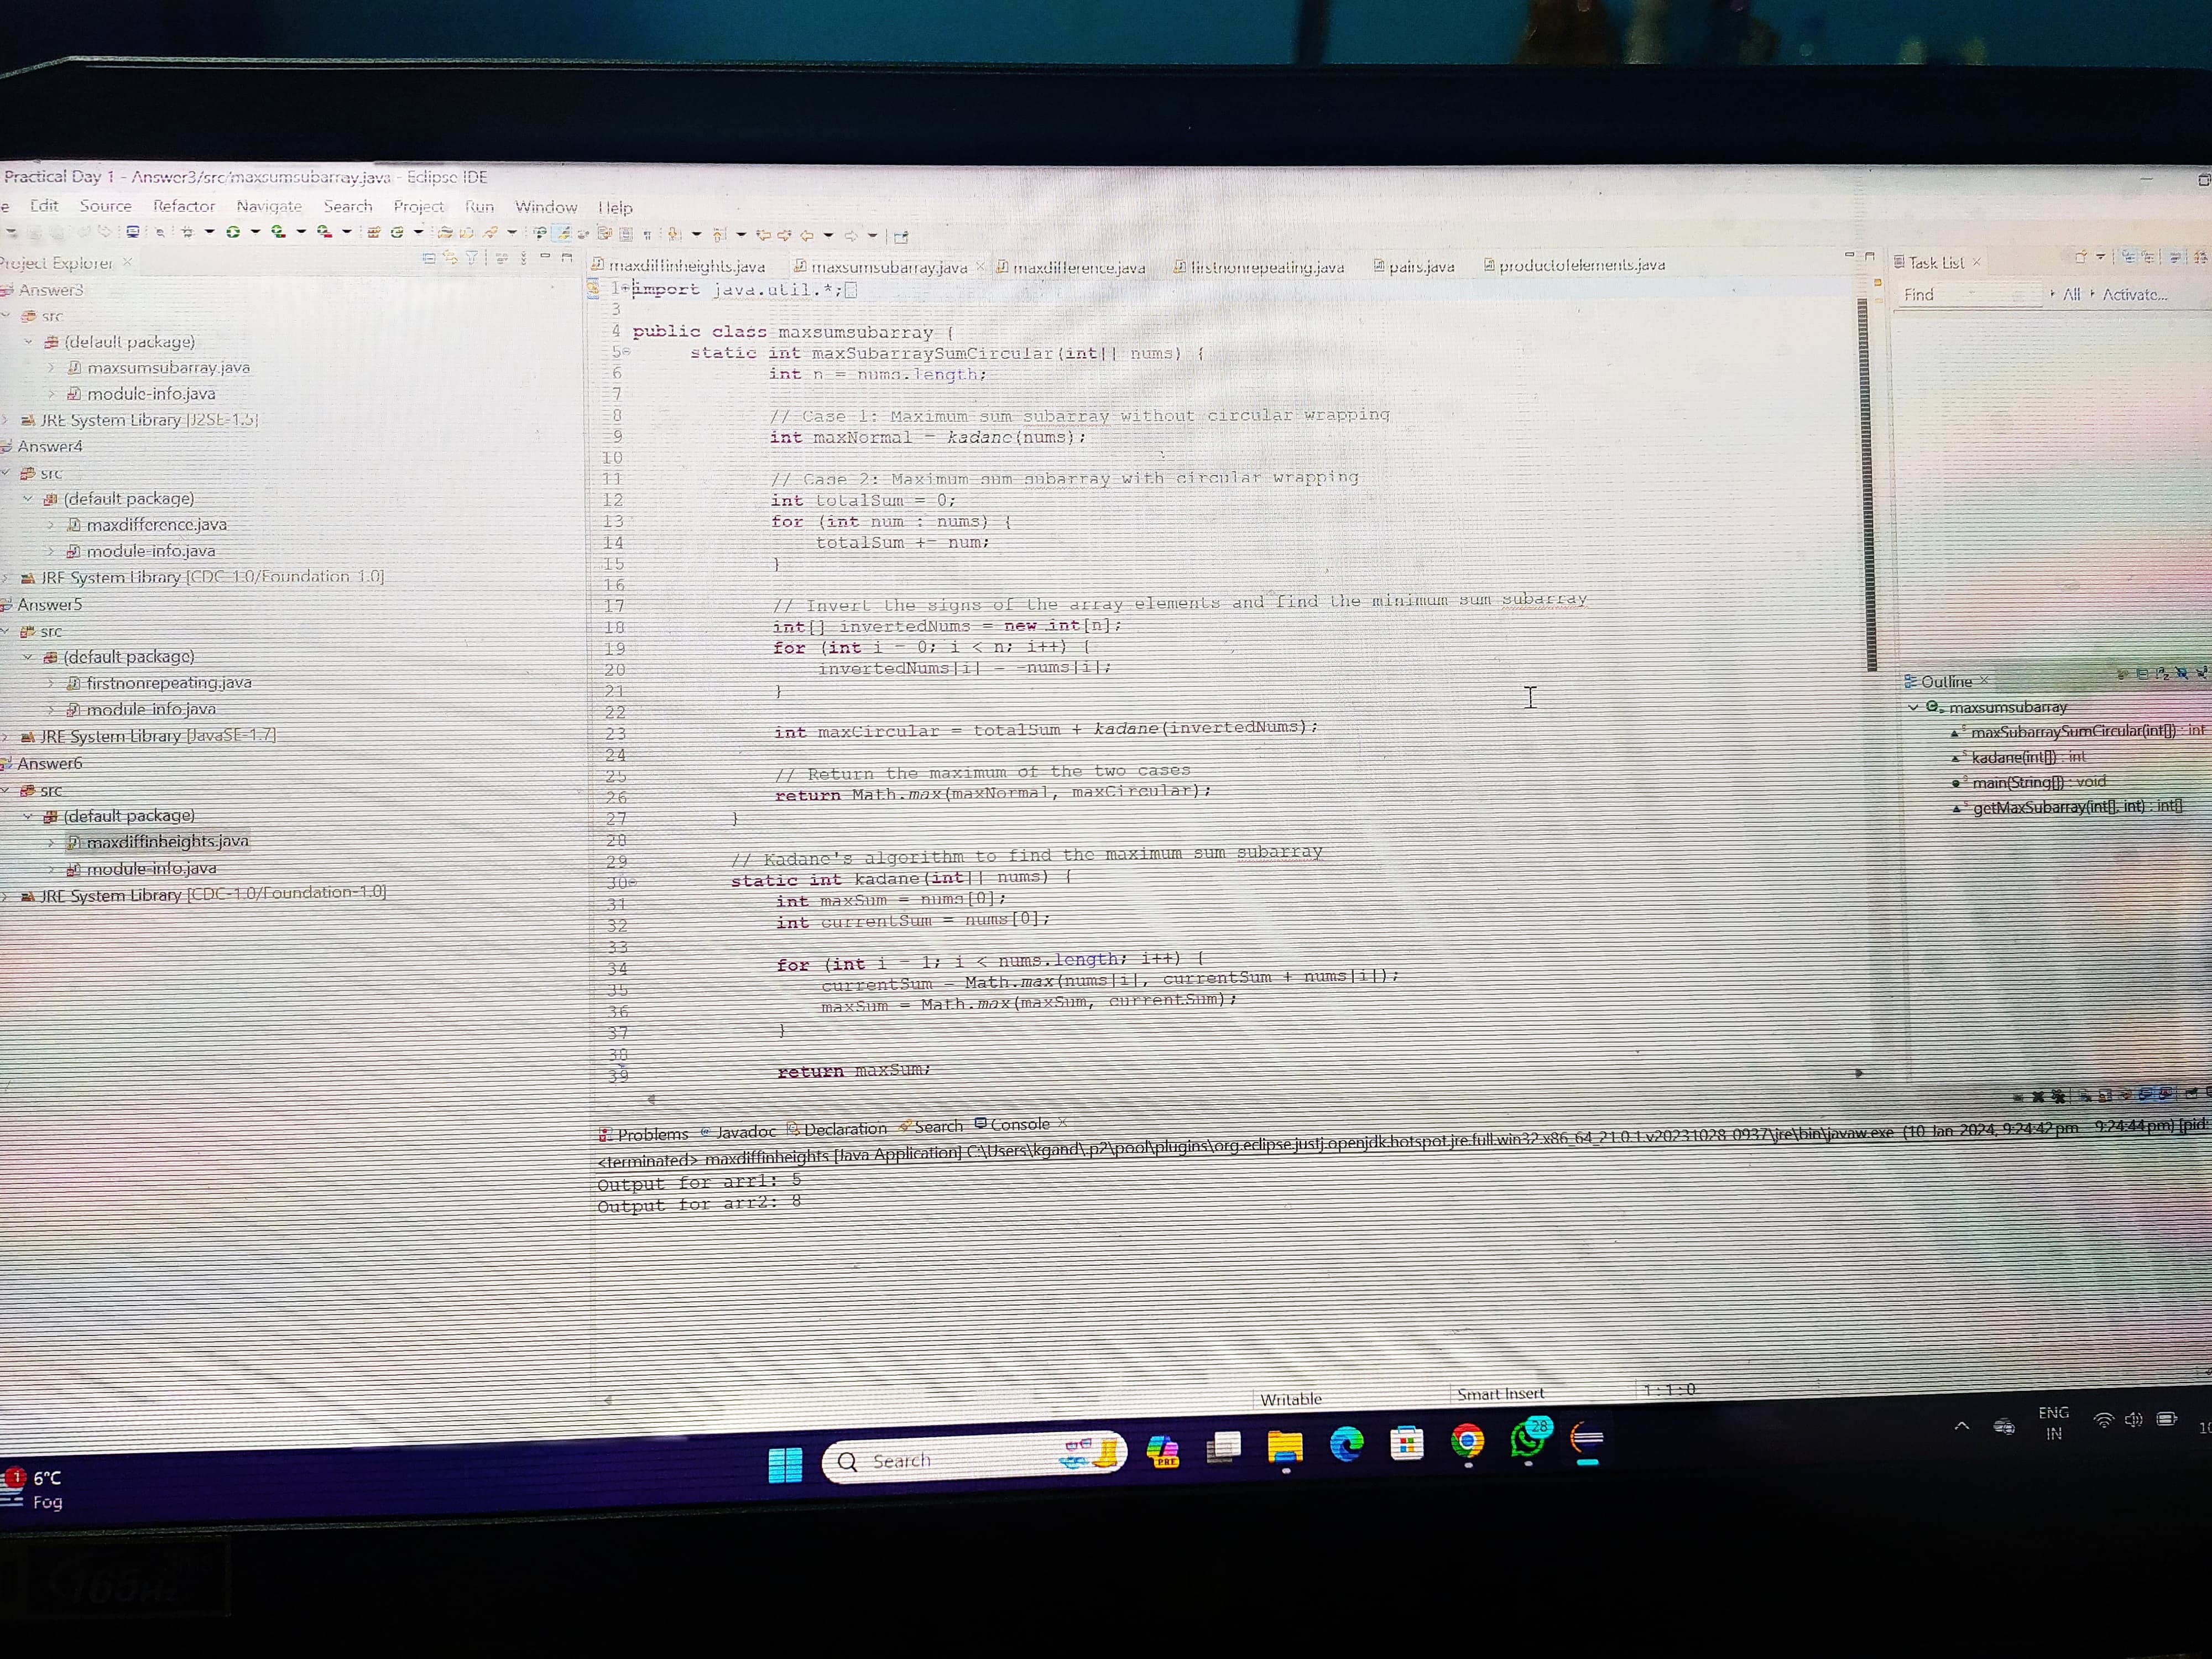 Practical Day 1 - Answer3/src/maxsumsubarray.java - Eclipse IDE
e Edit Source Refactor Navigate Search Project Run Window Help
Project Explorer
Answer3
src
(default package)
maxsumsubarray.java
module-info.java
JRE System Library [J2SE-1.5]
Answer4
src
(default package)
maxdifference.java
module-info.java
JRE System Library [CDC-1.0/Foundation-1.0]
Answer5
src
(default package)
firstnonrepeating.java
module-info.java
JRE System Library [JavaSE-1.7]
Answer6
src
(default package)
maxdiffinheights.java
module-info.java
JRE System Library [CDC-1.0/Foundation-1.0]
maxdiffinheights.java maxsumsubarray.java maxdifference.java firstnonrepeating.java pairs.java productofelements.java
1 import java.util.*;
3
4 public class maxsumsubarray {
5 static int maxSubarraySumCircular(int[] nums) {
6 int n = nums.length;
7
8 // Case 1: Maximum sum subarray without circular wrapping
9 int maxNormal = kadane(nums);
10
11 // Case 2: Maximum sum subarray with circular wrapping
12 int totalSum = 0;
13 for (int num : nums) {
14 totalSum += num;
15 }
16
17 // Invert the signs of the array elements and find the minimum sum subarray
18 int[] invertedNums = new int[n];
19 for (int i = 0; i < n; i++) {
20 invertedNums[i] = -nums[i];
21 }
22
23 int maxCircular = totalSum + kadane(invertedNums);
24
25 // Return the maximum of the two cases
26 return Math.max(maxNormal, maxCircular);
27 }
28
29 // Kadane's algorithm to find the maximum sum subarray
30 static int kadane(int[] nums) {
31 int maxSum = nums[0];
32 int currentSum = nums[0];
33
34 for (int i = 1; i < nums.length; i++) {
35 currentSum = Math.max(nums[i], currentSum + nums[i]);
36 maxSum = Math.max(maxSum, currentSum);
37 }
38
39 return maxSum;
Task List
Find All Activate...
Outline
maxsumsubarray
maxSubarraySumCircular(int[]) : int
kadane(int[]) : int
main(String[]) : void
getMaxSubarray(int[], int) : int[]
Problems Javadoc Declaration Search Console
<terminated> maxdiffinheights [Java Application] C:\Users\kgand\.p2\pool\plugins\org.eclipse.justj.openjdk.hotspot.jre.full.win32.x86_64_21.0.1.v20231028-0937\jre\bin\javaw.exe (10 Jan 2024, 9:24:42 pm – 9:24:44 pm) [pid:
Output for arr1: 5
Output for arr2: 8
Writable Smart Insert 1 : 1 : 0
1
6°C
Fog
Search
PRE
28
ENG
IN
10
165Hz